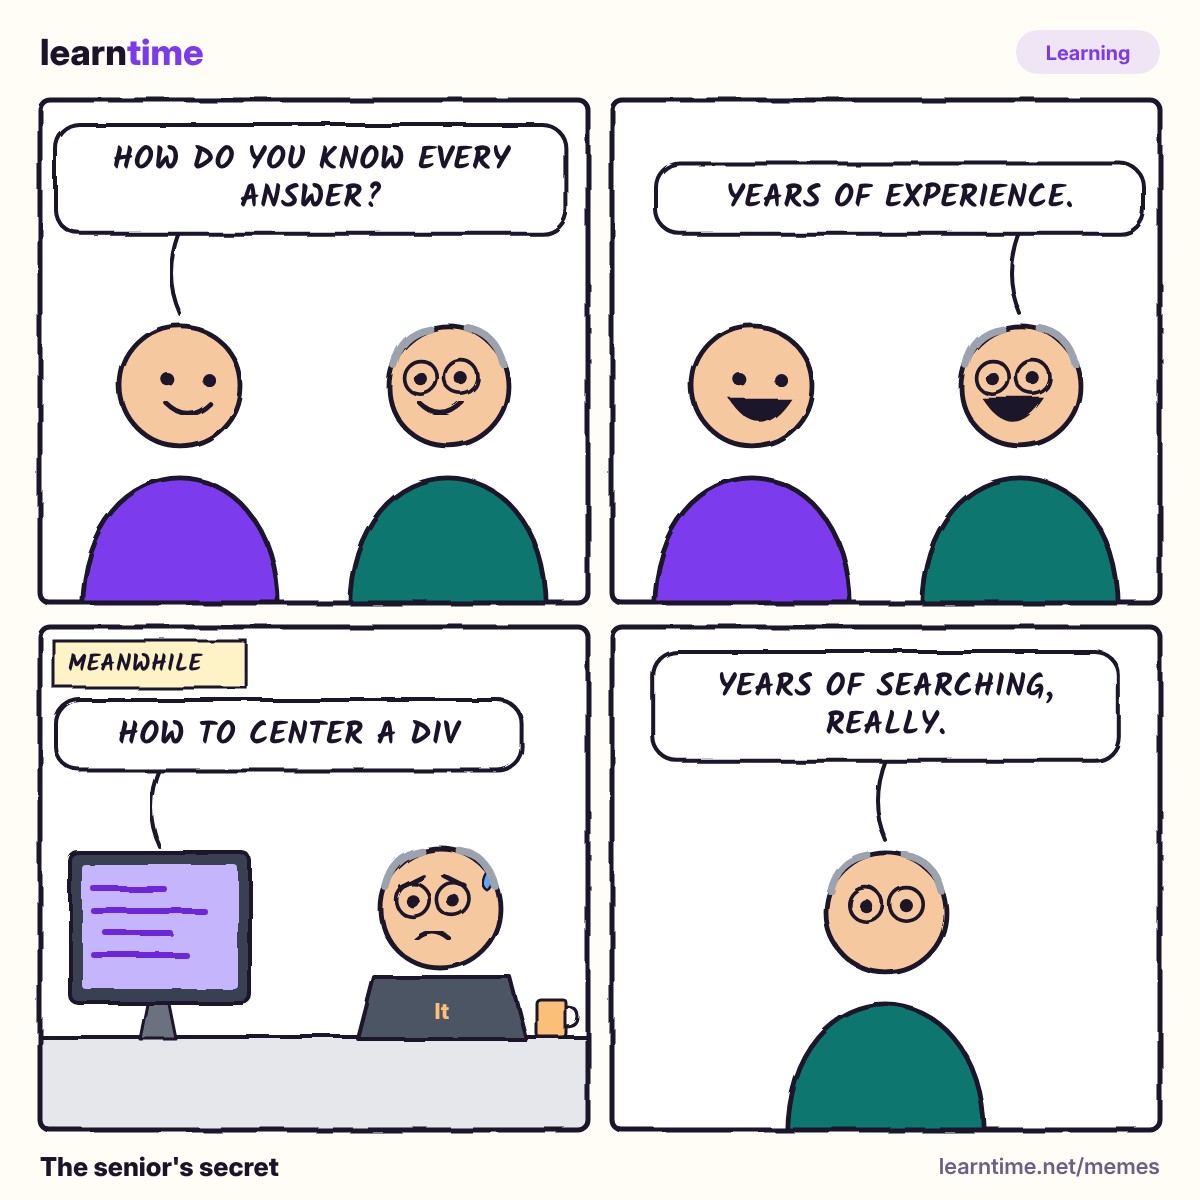 learntime
Learning
HOW DO YOU KNOW EVERY
ANSWER?
YEARS OF EXPERIENCE.
MEANWHILE
HOW TO CENTER A DIV
lt
YEARS OF SEARCHING,
REALLY.
The senior's secret
learntime.net/memes